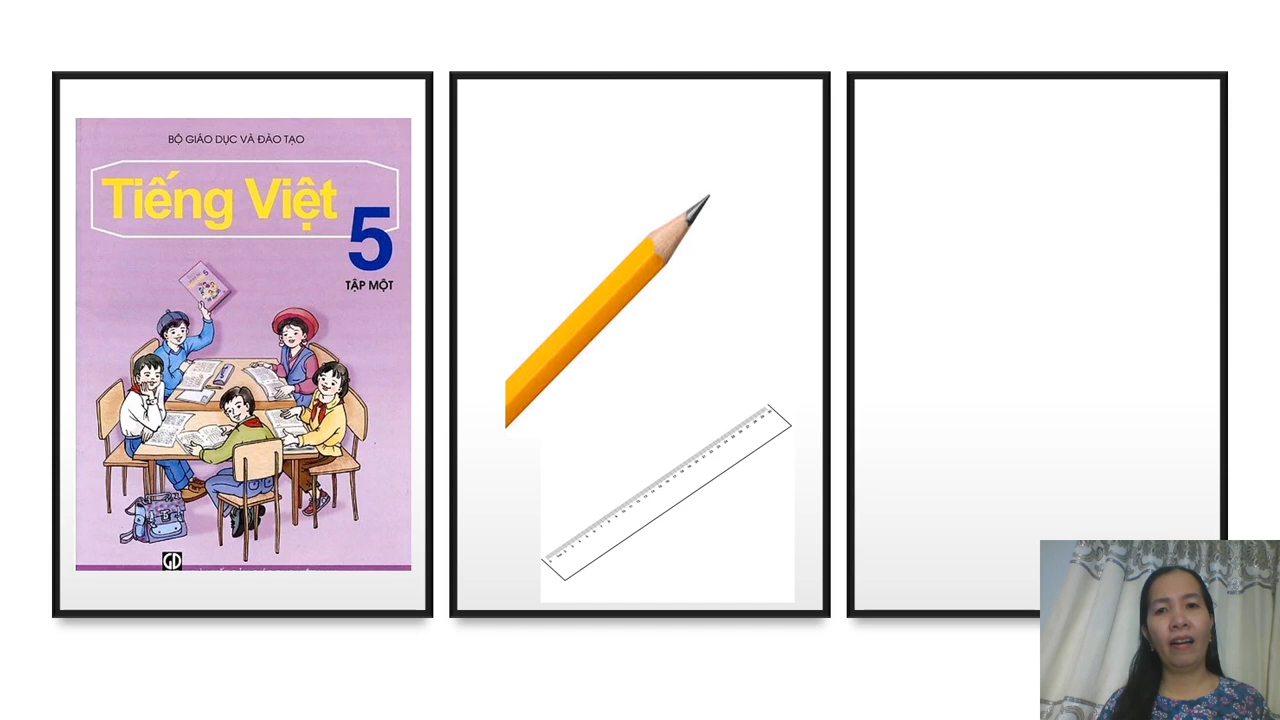 BỘ GIÁO DỤC VÀ ĐÀO TẠO
Tiếng Việt
5
TẬP MỘT
GD